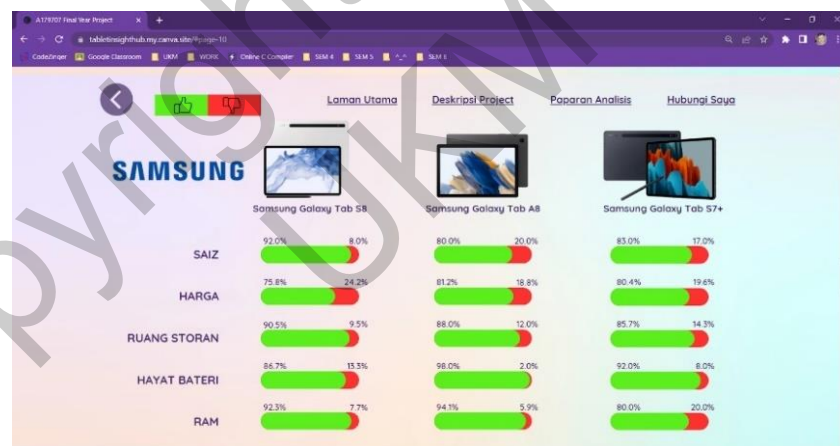 A179707 Final Year Project
tabletinsighthub.my.canva.site/#page-10
CodeZinger Google Classroom UKM WORK Online C Compiler SEM 4 SEM 5 ^_^
Laman Utama Deskripsi Project Paparan Analisis Hubungi Saya
SAMSUNG
Samsung Galaxy Tab S8 Samsung Galaxy Tab A8 Samsung Galaxy Tab S7+
92.0% 8.0% 80.0% 20.0% 83.0% 17.0%
SAIZ
75.8% 24.2% 81.2% 18.8% 80.4% 19.6%
HARGA
90.5% 9.5% 88.0% 12.0% 85.7% 14.3%
RUANG STORAN
86.7% 13.3% 98.0% 2.0% 92.0% 8.0%
HAYAT BATERI
92.3% 7.7% 94.1% 5.9% 80.0% 20.0%
RAM
pyright
UKM